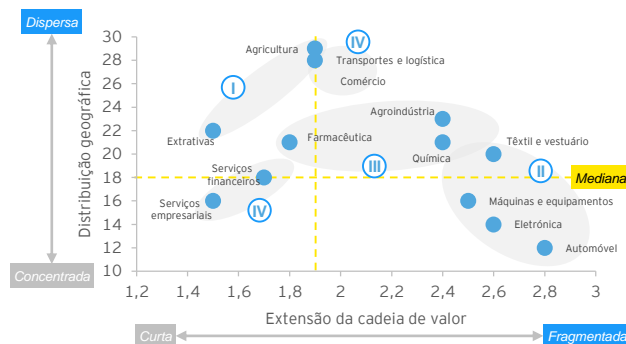 Dispersa
Distribuição geográfica
Concentrada
30
28
26
24
22
20
18
16
14
12
10
Agricultura
IV
Transportes e logística
Comércio
I
Agroindústria
Extrativas
Farmacêutica
Química
Têxtil e vestuário
III
II
Serviços
financeiros
Mediana
Serviços
empresariais
IV
Máquinas e equipamentos
Eletrónica
Automóvel
1,2
1,4
1,6
1,8
2
2,2
2,4
2,6
2,8
3
Extensão da cadeia de valor
Curta
Fragmentada